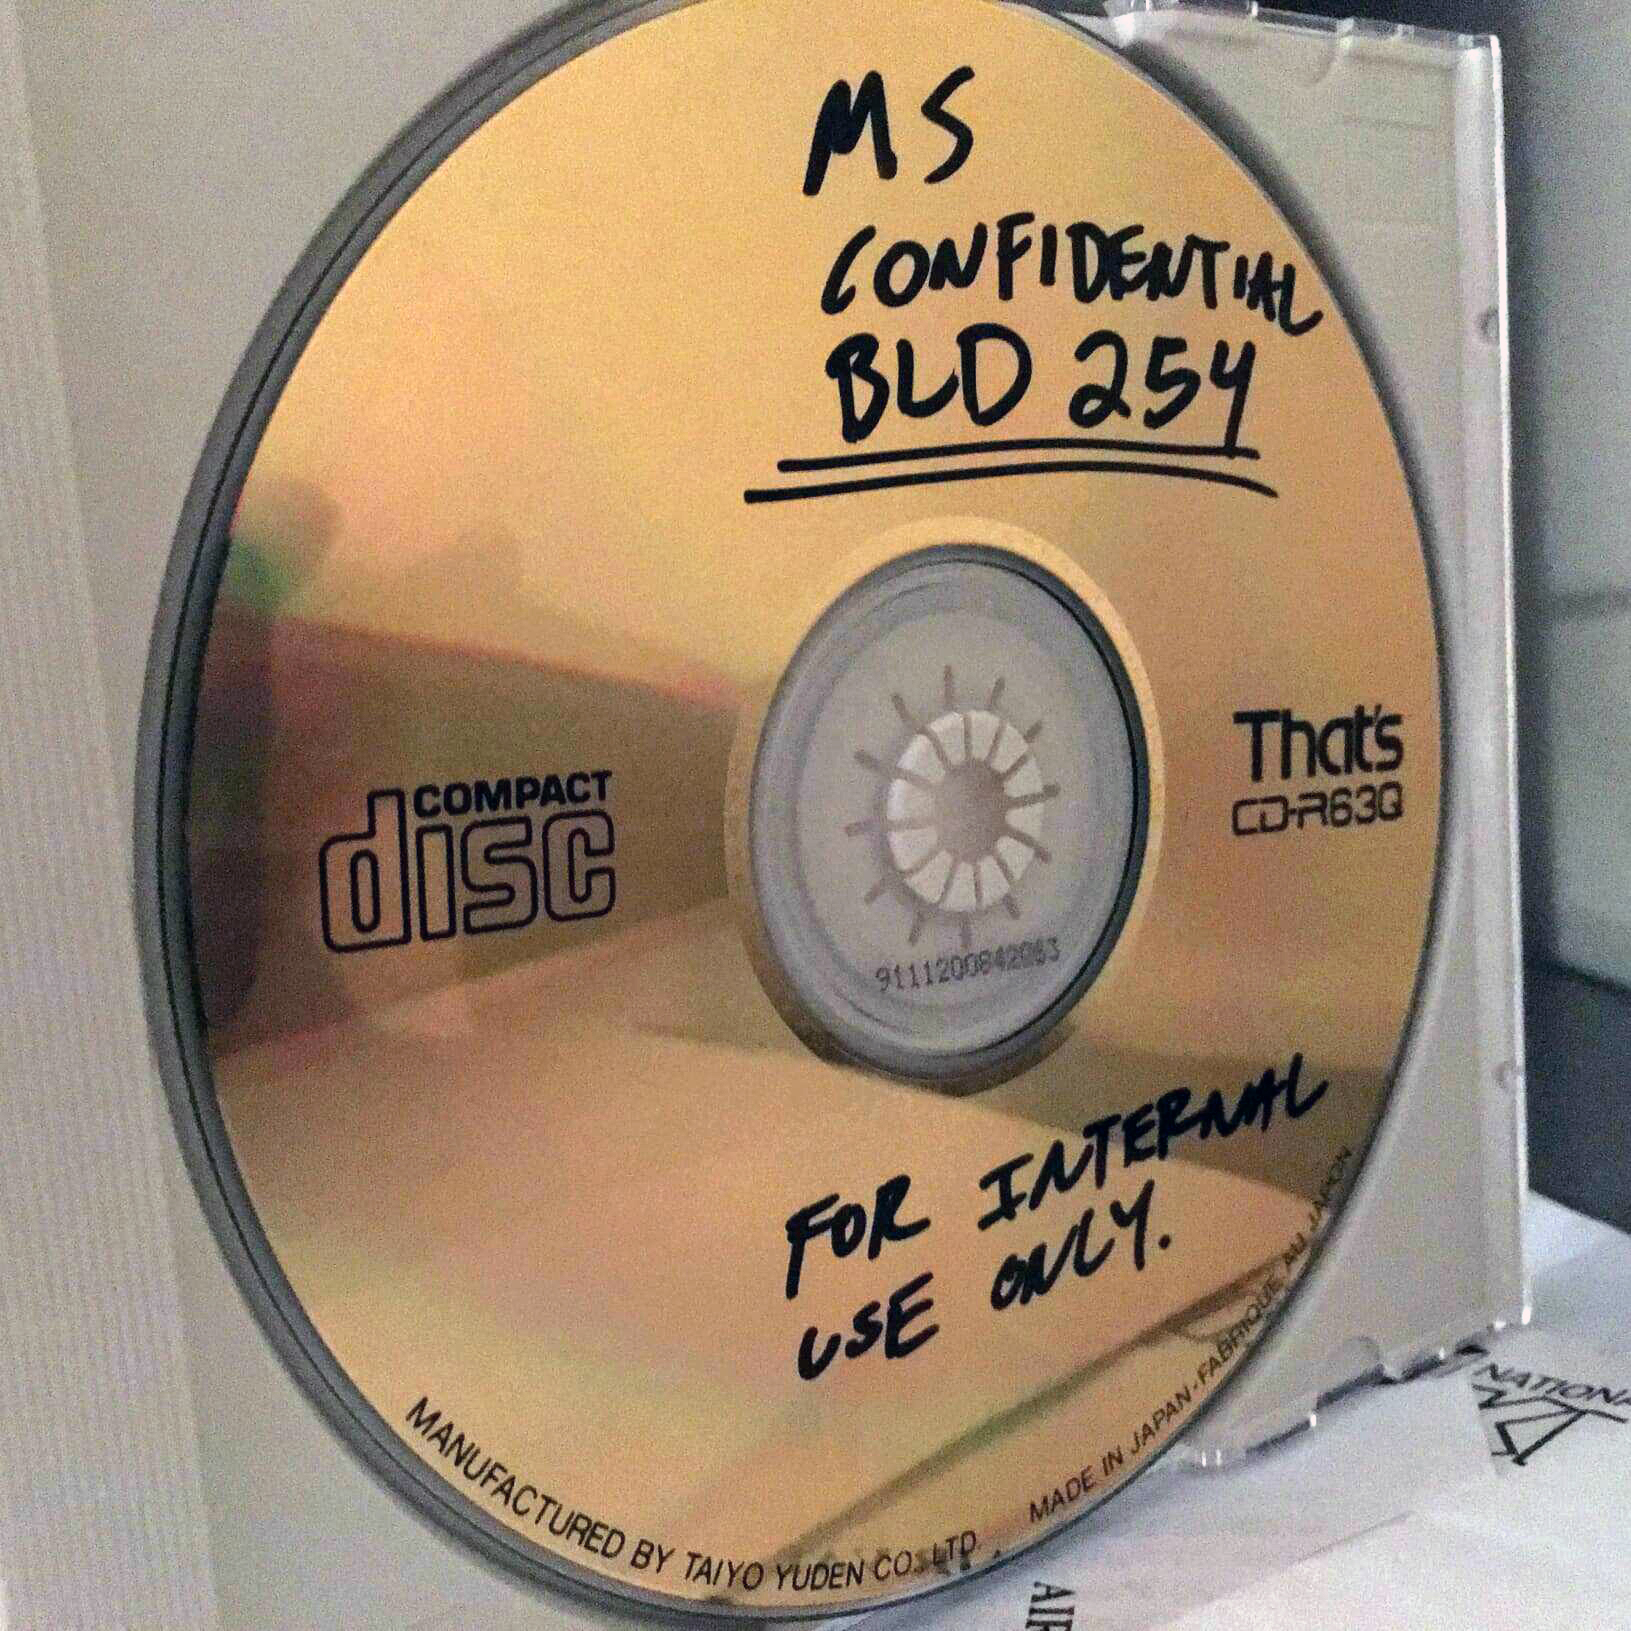 MS
CONFIDENTIAL
BLD 254
COMPACT
disc
That's
CD-R63Q
FOR INTERNAL
USE ONLY.
MANUFACTURED BY TAIYO YUDEN CO., LTD. MADE IN JAPAN-FABRIQUE AU JAPON